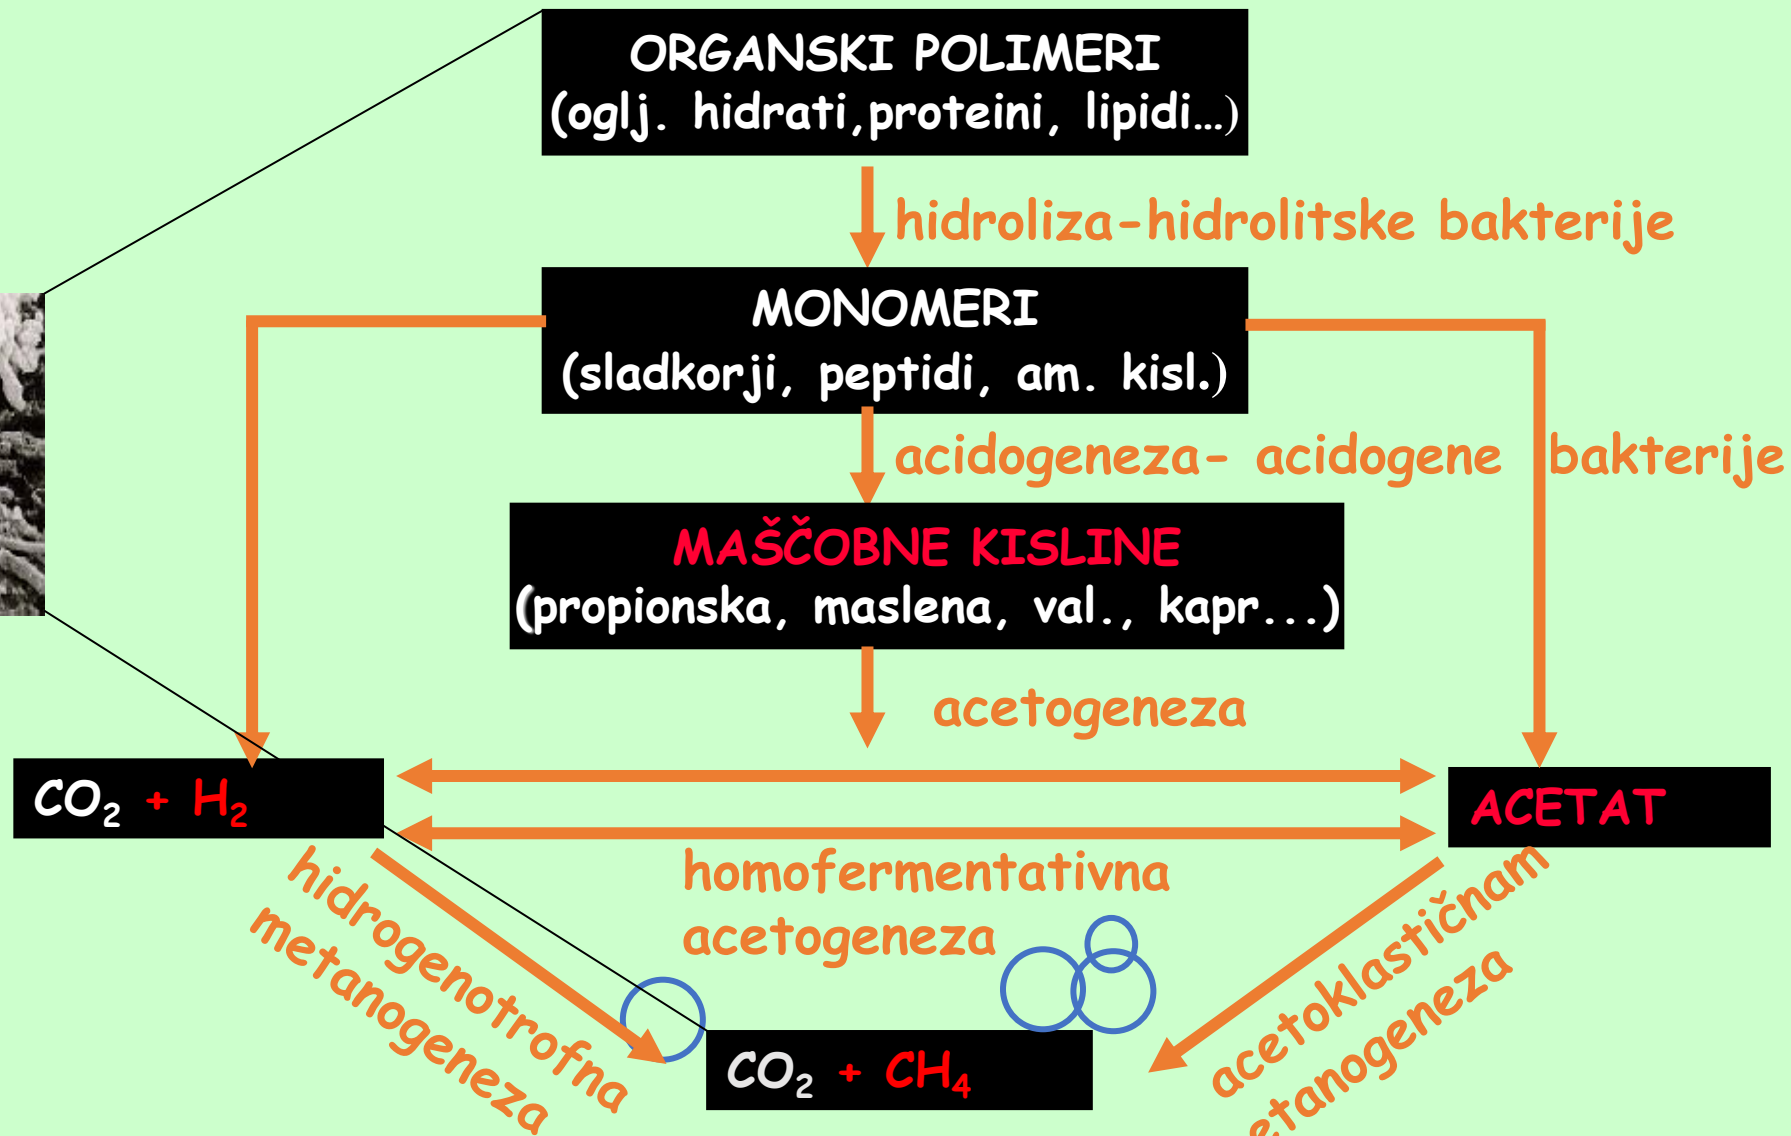 ORGANSKI POLIMERI
(oglj. hidrati,proteini, lipidi...)
hidroliza-hidrolitske bakterije
MONOMERI
(sladkorji, peptidi, am. kisl.)
acidogeneza- acidogene bakterije
MAŠČOBNE KISLINE
(propionska, maslena, val., kapr...)
acetogeneza
CO₂ + H₂
ACETAT
homofermentativna
acetogeneza
hidrogenotrofna
metanogeneza
acetoklastičnam
etanogeneza
CO₂ + CH₄